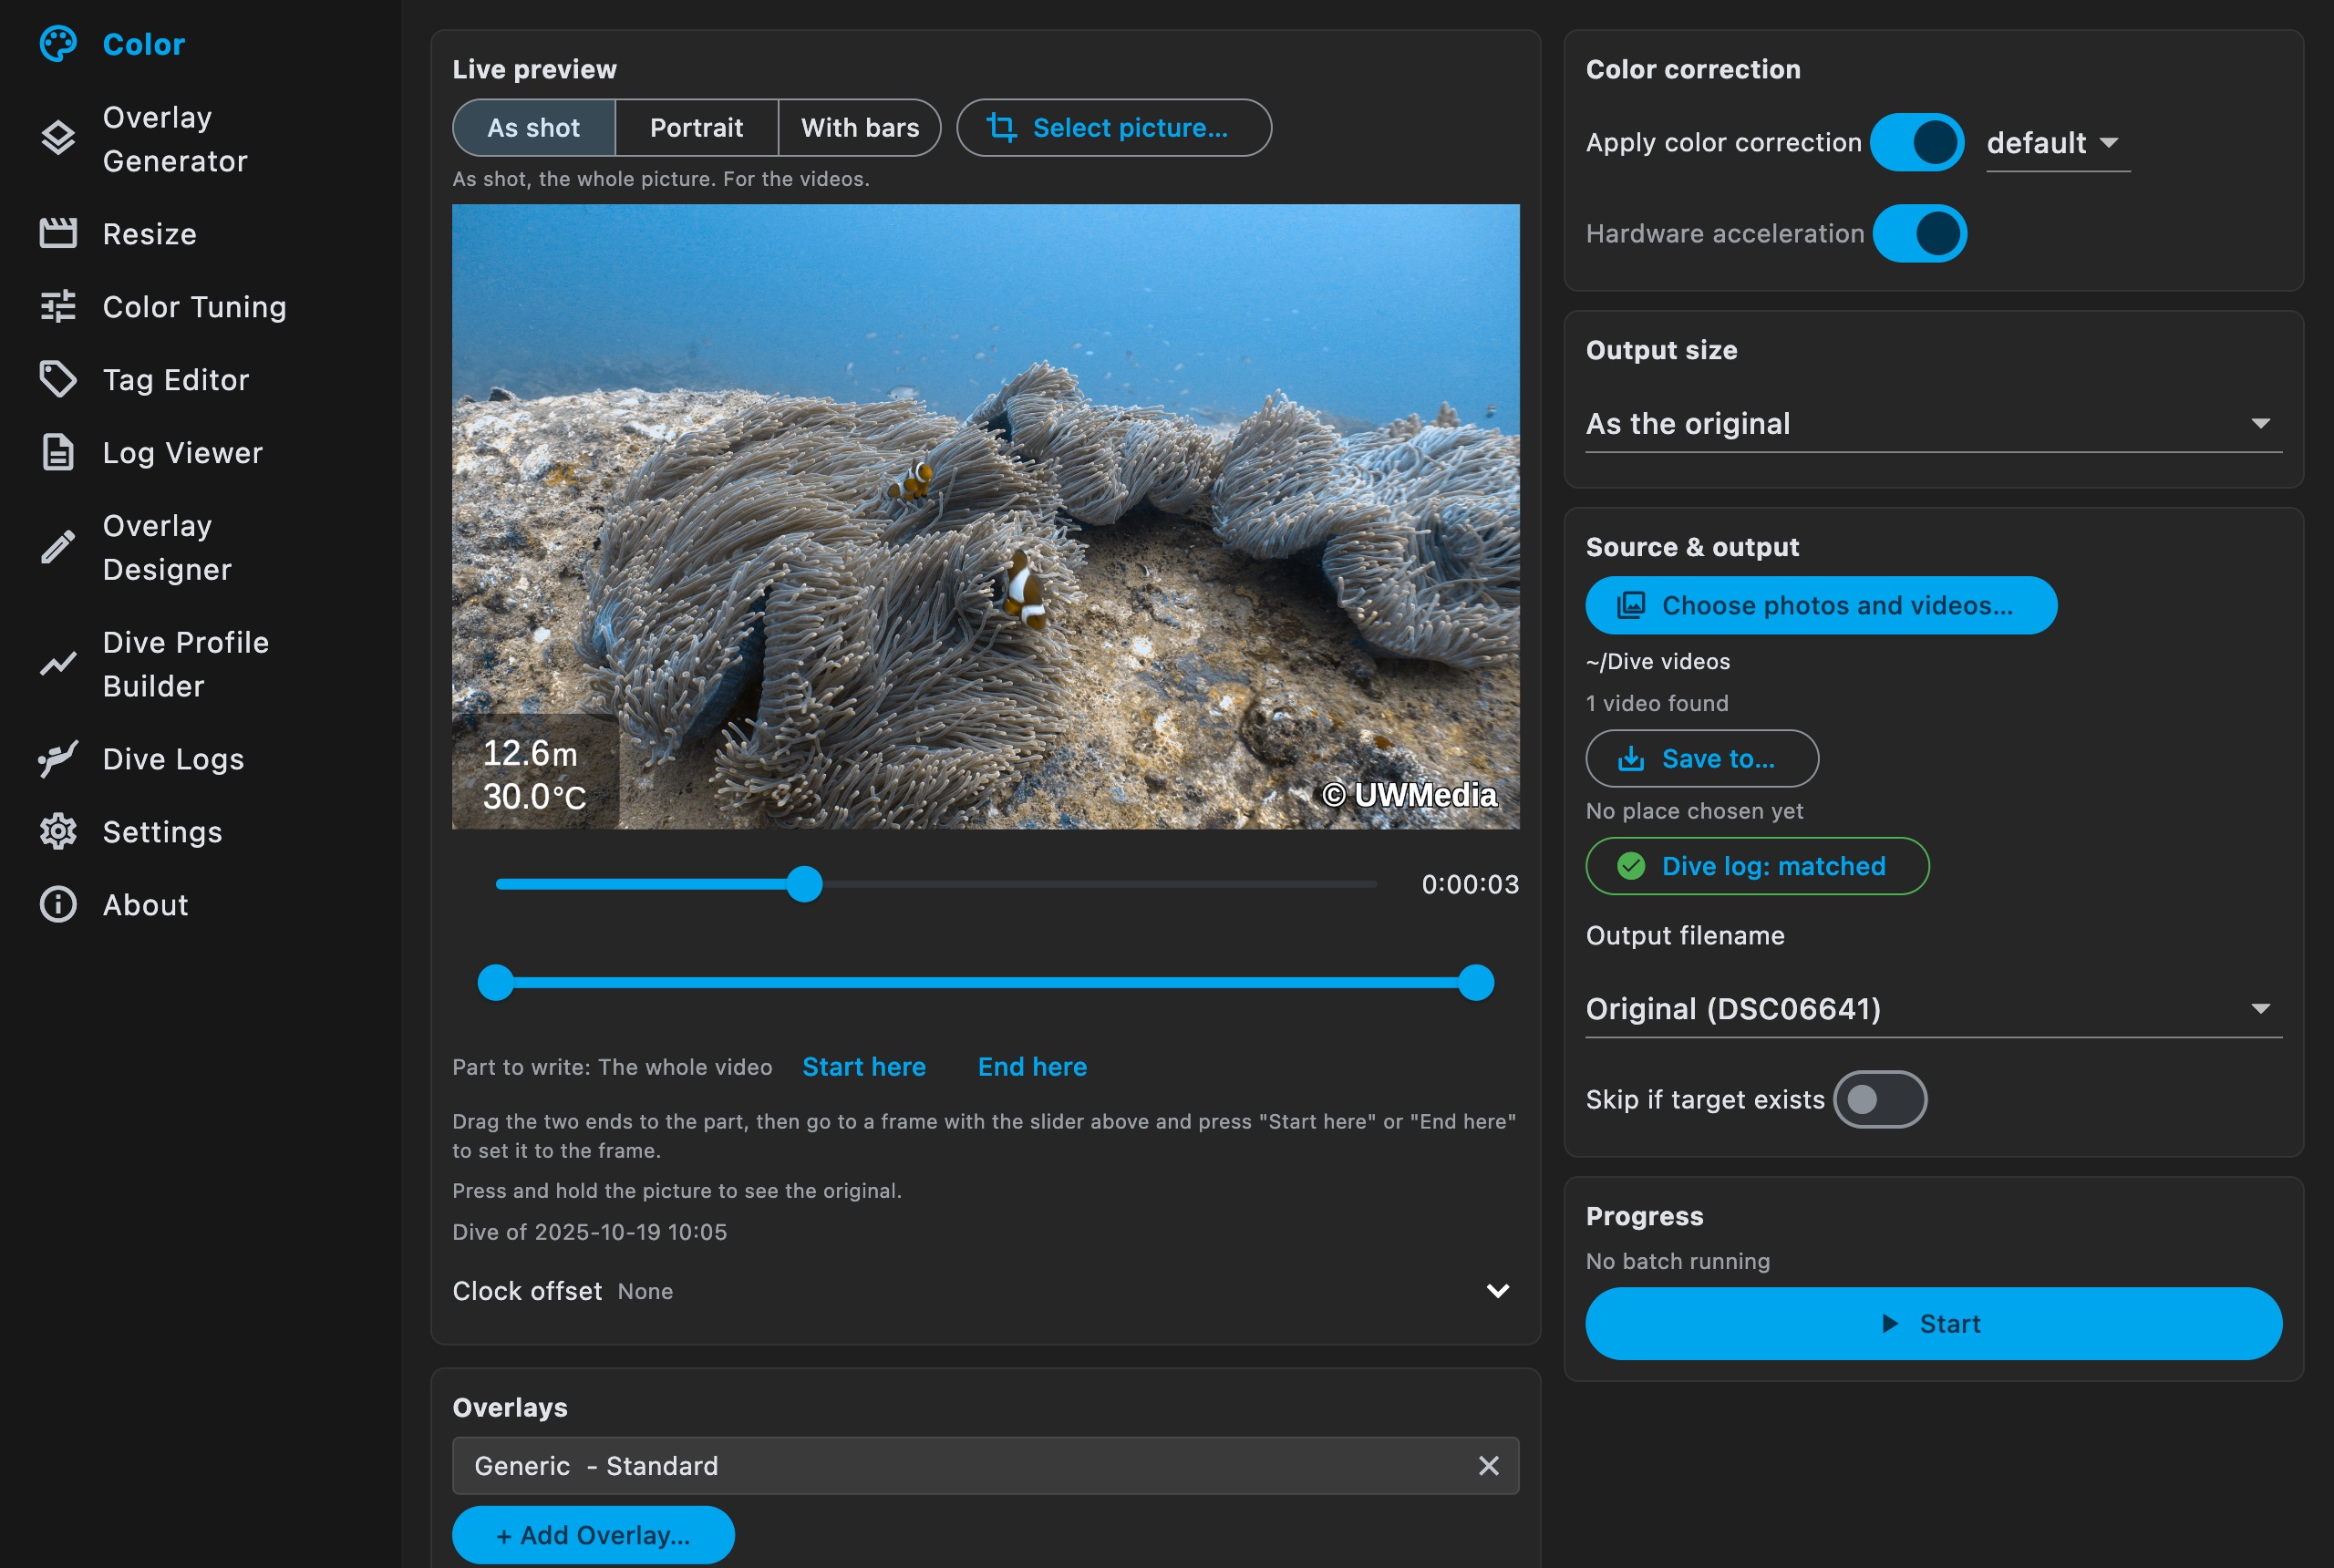 Color
Overlay
Generator
Resize
Color Tuning
Tag Editor
Log Viewer
Overlay
Designer
Dive Profile
Builder
Dive Logs
Settings
About
Live preview
As shot
Portrait
With bars
Select picture...
As shot, the whole picture. For the videos.
12.6m
30.0°C
© UWMedia
0:00:03
Part to write: The whole video
Start here
End here
Drag the two ends to the part, then go to a frame with the slider above and press "Start here" or "End here"
to set it to the frame.
Press and hold the picture to see the original.
Dive of 2025-10-19 10:05
Clock offset None
Overlays
Generic - Standard
+ Add Overlay...
Color correction
Apply color correction
default
Hardware acceleration
Output size
As the original
Source & output
Choose photos and videos...
~/Dive videos
1 video found
Save to...
No place chosen yet
Dive log: matched
Output filename
Original (DSC06641)
Skip if target exists
Progress
No batch running
Start